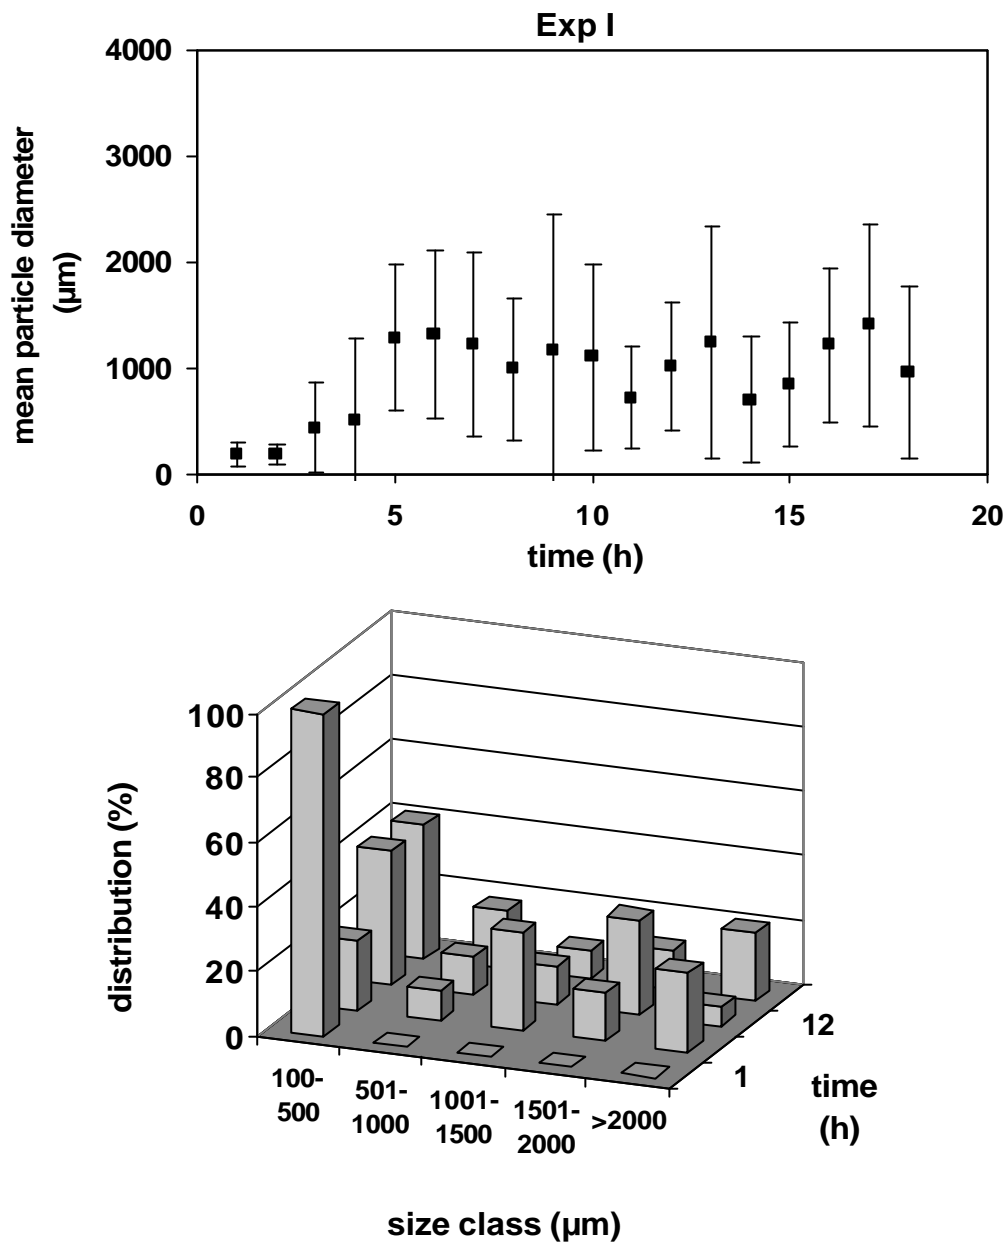 Exp I
4000
3000
2000
1000
0
mean particle diameter
(µm)
0 5 10 15 20
time (h)
100
80
60
40
20
0
distribution (%)
100-
500
501-
1000
1001-
1500
1501-
2000
>2000
1
12
time
(h)
size class (µm)